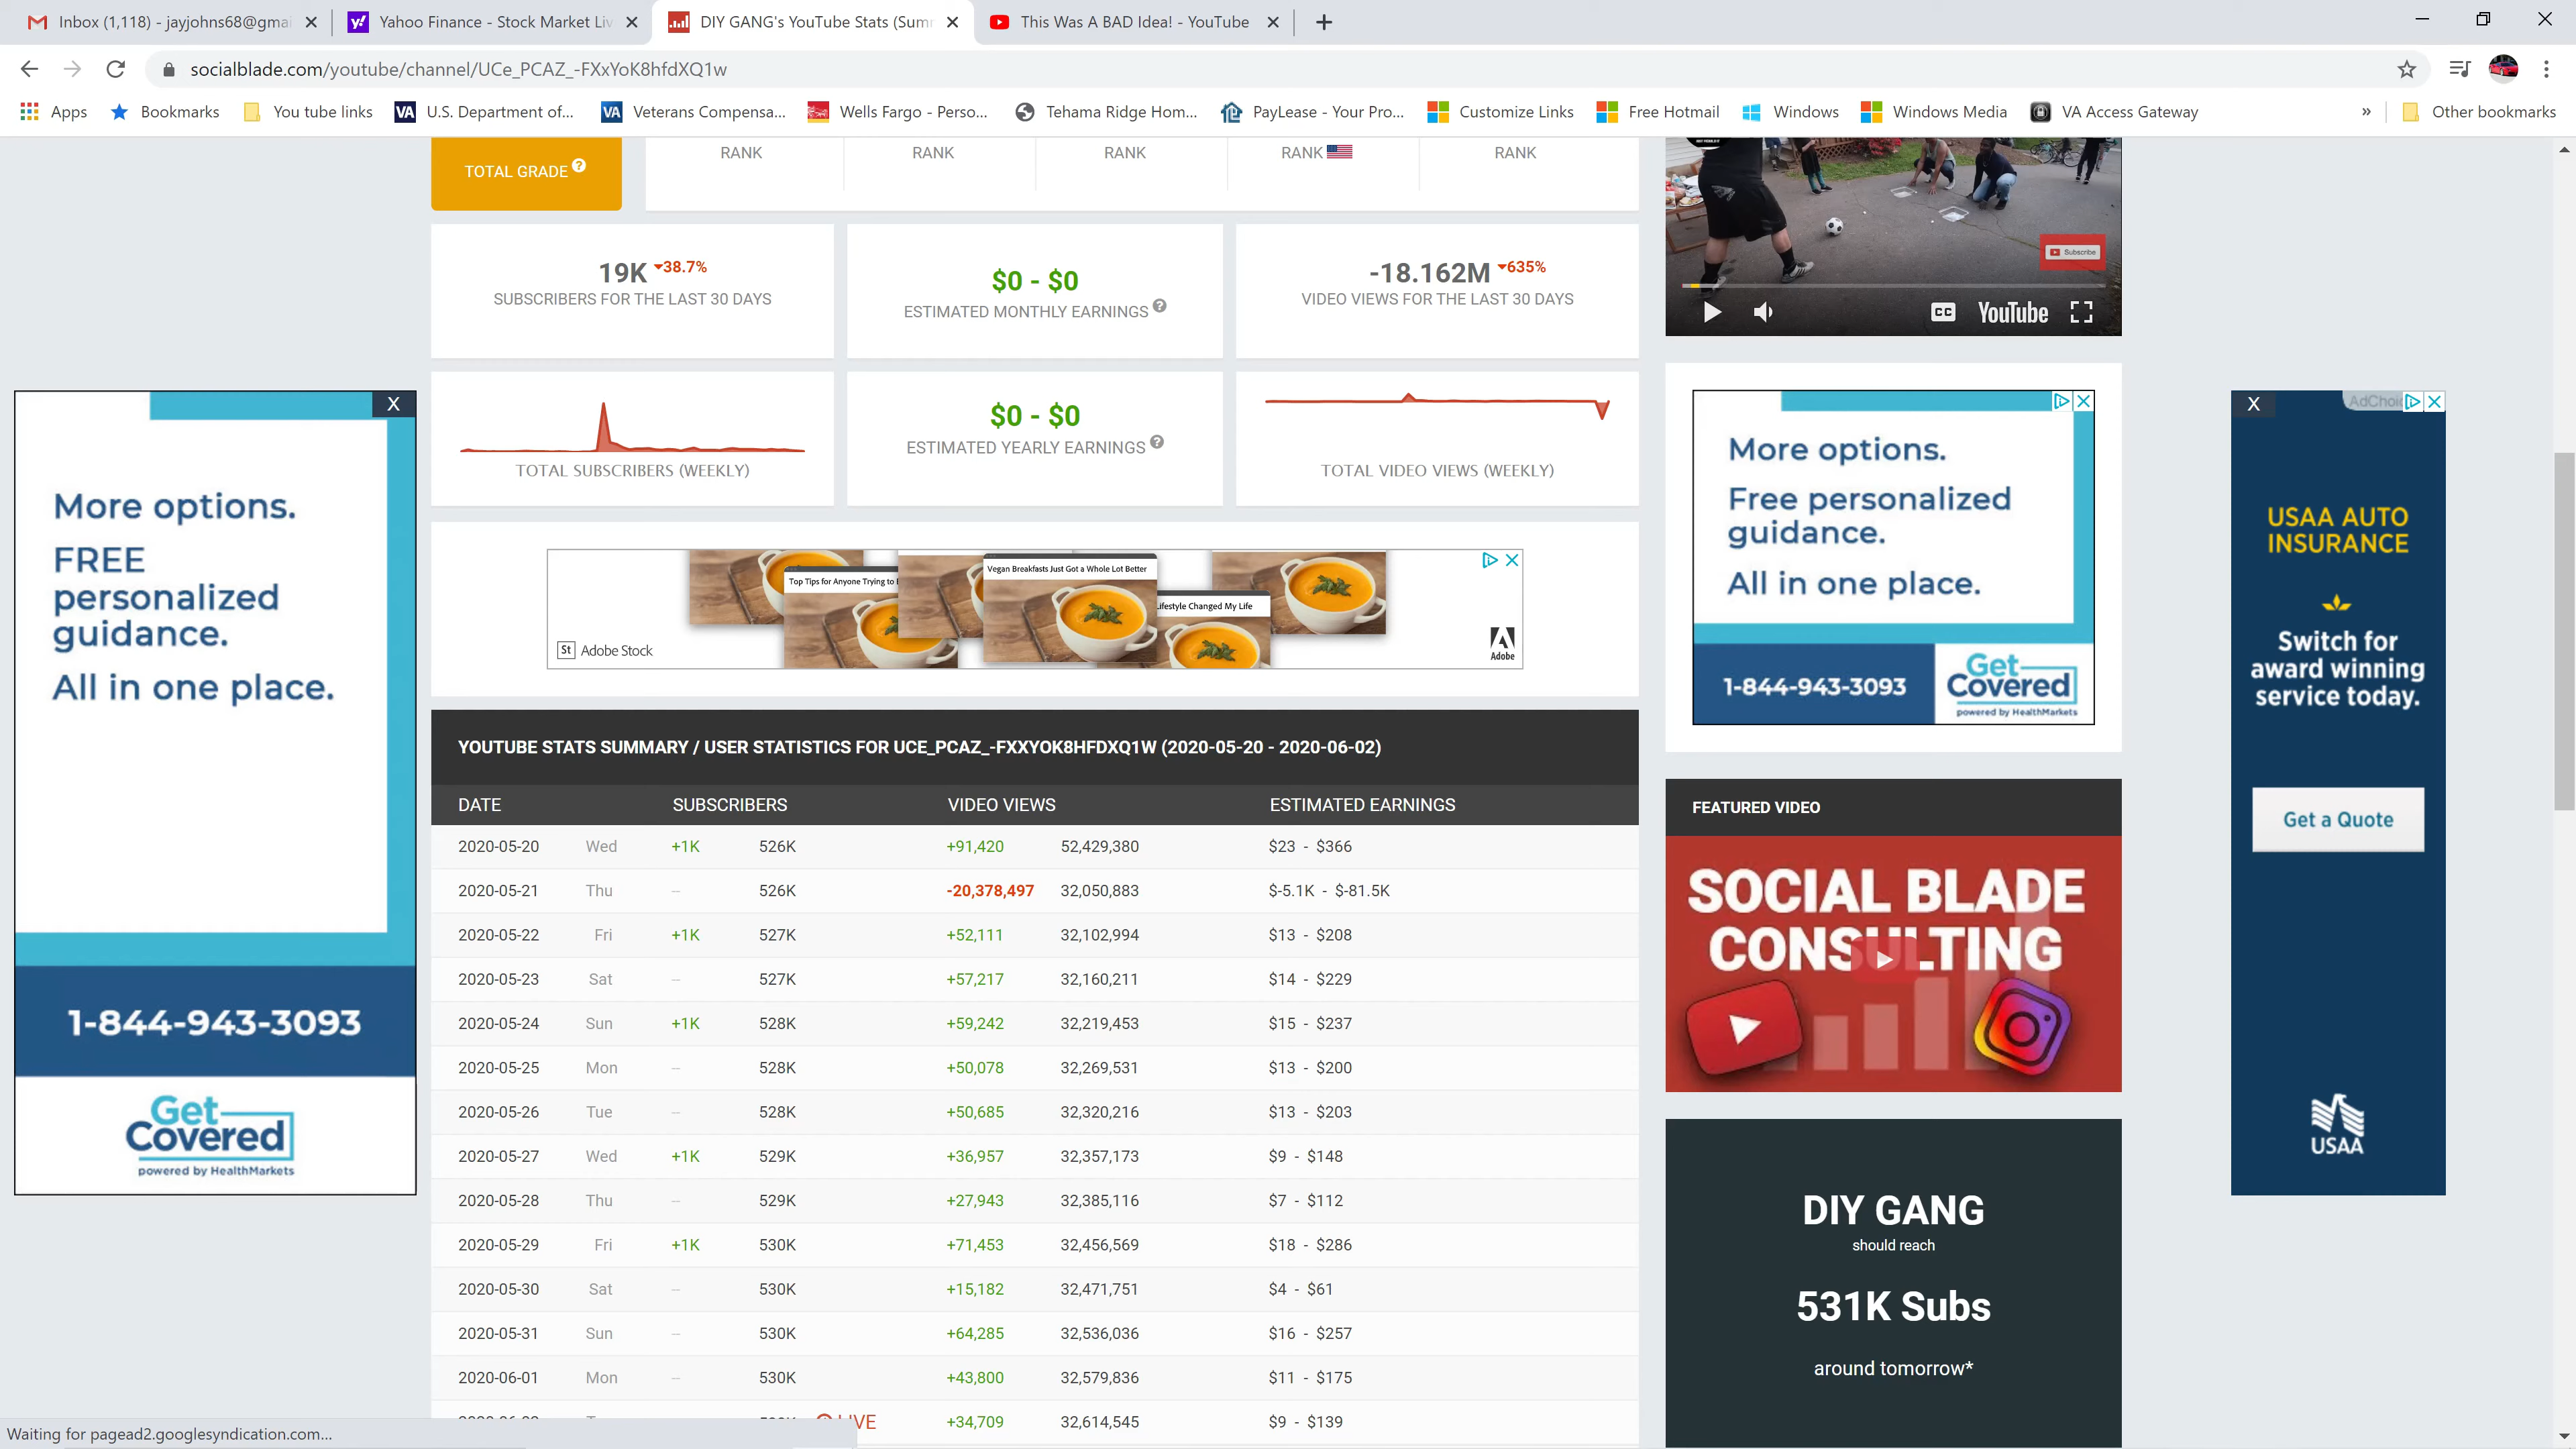 Inbox (1,118) - jayjohns68@gmai
Yahoo Finance - Stock Market Liv
DIY GANG's YouTube Stats (Sum
This Was A BAD Idea! - YouTube
socialblade.com/youtube/channel/UCe_PCAZ_-FXxYoK8hfdXQ1w
Apps Bookmarks You tube links U.S. Department of... Veterans Compensa... Wells Fargo - Perso... Tehama Ridge Hom... PayLease - Your Pro... Customize Links Free Hotmail Windows Windows Media VA Access Gateway » Other bookmarks
TOTAL GRADE
RANK RANK RANK RANK RANK
19K 38.7%
SUBSCRIBERS FOR THE LAST 30 DAYS
$0 - $0
ESTIMATED MONTHLY EARNINGS
-18.162M 635%
VIDEO VIEWS FOR THE LAST 30 DAYS
TOTAL SUBSCRIBERS (WEEKLY)
$0 - $0
ESTIMATED YEARLY EARNINGS
TOTAL VIDEO VIEWS (WEEKLY)
Subscribe
CC YouTube
X
More options.
FREE
personalized
guidance.
All in one place.
1-844-943-3093
Get
Covered
powered by HealthMarkets
Top Tips for Anyone Trying to
Vegan Breakfasts Just Got a Whole Lot Better
Lifestyle Changed My Life
St Adobe Stock
Adobe
YOUTUBE STATS SUMMARY / USER STATISTICS FOR UCE_PCAZ_-FXXYOK8HFDXQ1W (2020-05-20 - 2020-06-02)
DATE SUBSCRIBERS VIDEO VIEWS ESTIMATED EARNINGS
2020-05-20 Wed +1K 526K +91,420 52,429,380 $23 - $366
2020-05-21 Thu -- 526K -20,378,497 32,050,883 $-5.1K - $-81.5K
2020-05-22 Fri +1K 527K +52,111 32,102,994 $13 - $208
2020-05-23 Sat -- 527K +57,217 32,160,211 $14 - $229
2020-05-24 Sun +1K 528K +59,242 32,219,453 $15 - $237
2020-05-25 Mon -- 528K +50,078 32,269,531 $13 - $200
2020-05-26 Tue -- 528K +50,685 32,320,216 $13 - $203
2020-05-27 Wed +1K 529K +36,957 32,357,173 $9 - $148
2020-05-28 Thu -- 529K +27,943 32,385,116 $7 - $112
2020-05-29 Fri +1K 530K +71,453 32,456,569 $18 - $286
2020-05-30 Sat -- 530K +15,182 32,471,751 $4 - $61
2020-05-31 Sun -- 530K +64,285 32,536,036 $16 - $257
2020-06-01 Mon -- 530K +43,800 32,579,836 $11 - $175
LIVE +34,709 32,614,545 $9 - $139
More options.
Free personalized
guidance.
All in one place.
1-844-943-3093
Get
Covered
powered by HealthMarkets
FEATURED VIDEO
SOCIAL BLADE
CONSULTING
DIY GANG
should reach
531K Subs
around tomorrow*
X AdChoic
USAA AUTO
INSURANCE
Switch for
award winning
service today.
Get a Quote
USAA
Waiting for pagead2.googlesyndication.com...